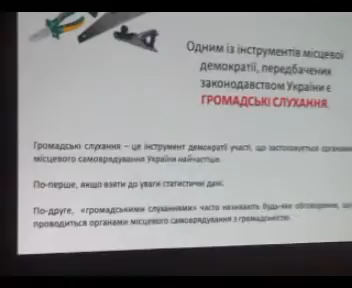 Одним із інструментів місцевої
демократії, передбачених
законодавством України є
ГРОМАДСЬКІ СЛУХАННЯ.
Громадські слухання – це інструмент демократії участі, що застосовується органами
місцевого самоврядування України найчастіше.
По-перше, якщо взяти до уваги статистичні дані.
По-друге, «громадськими слуханнями» часто називають будь-яке обговорення, що
проводиться органами місцевого самоврядування з громадськістю.